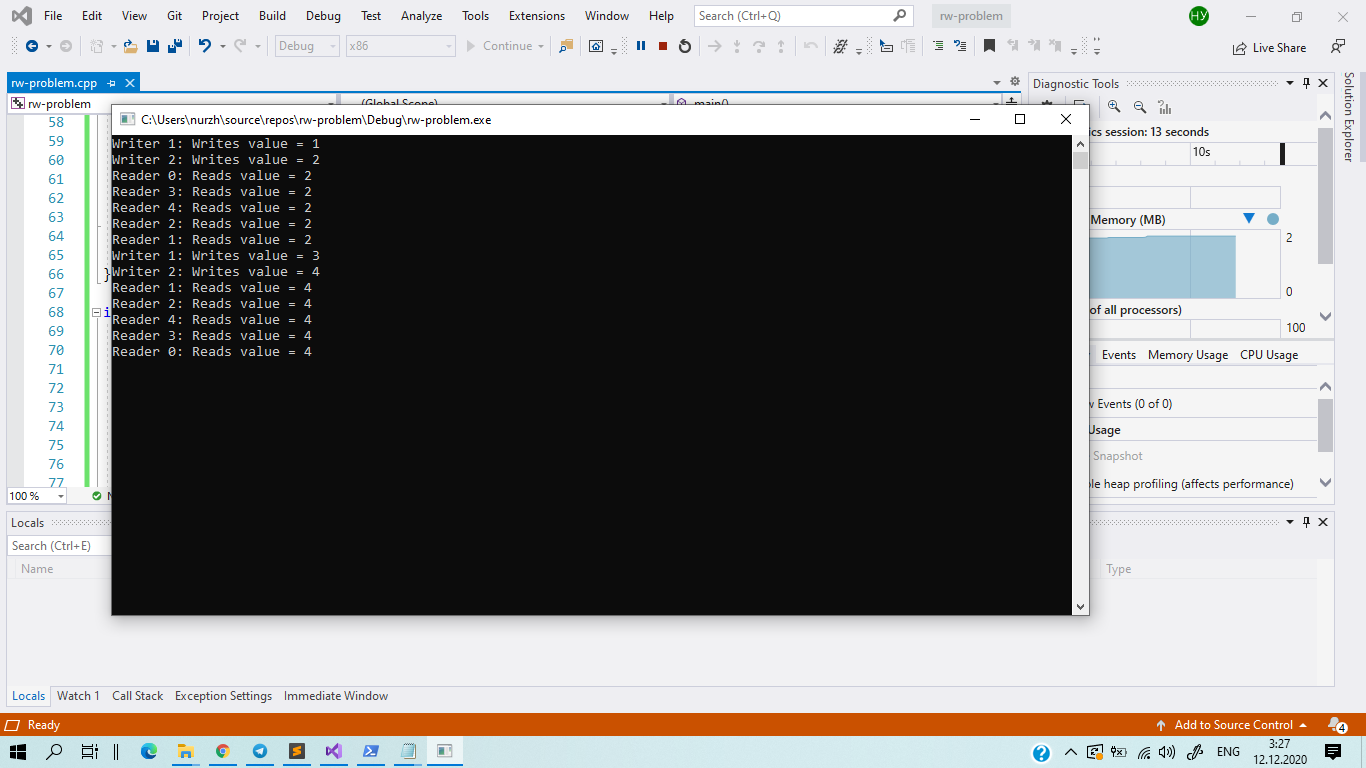 File Edit View Git Project Build Debug Test Analyze Tools Extensions Window Help Search (Ctrl+Q) rw-problem НУ
Debug x86 Continue Live Share
rw-problem.cpp Diagnostic Tools
rw-problem (Global Scope) main()
C:\Users\nurzh\source\repos\rw-problem\Debug\rw-problem.exe
Writer 1: Writes value = 1
Writer 2: Writes value = 2
Reader 0: Reads value = 2
Reader 3: Reads value = 2
Reader 4: Reads value = 2
Reader 2: Reads value = 2
Reader 1: Reads value = 2
Writer 1: Writes value = 3
Writer 2: Writes value = 4
Reader 1: Reads value = 4
Reader 2: Reads value = 4
Reader 4: Reads value = 4
Reader 3: Reads value = 4
Reader 0: Reads value = 4
58
59
60
61
62
63
64
65
66 }
67
68 i
69
70
71
72
73
74
75
76
77
100 %
session: 13 seconds
10s
Memory (MB)
2
0
of all processors)
100
Events Memory Usage CPU Usage
Events (0 of 0)
Usage
Snapshot
heap profiling (affects performance)
Solution Explorer
Locals
Search (Ctrl+E)
Name Type
Locals Watch 1 Call Stack Exception Settings Immediate Window
Ready Add to Source Control 4
ENG 3:27
12.12.2020